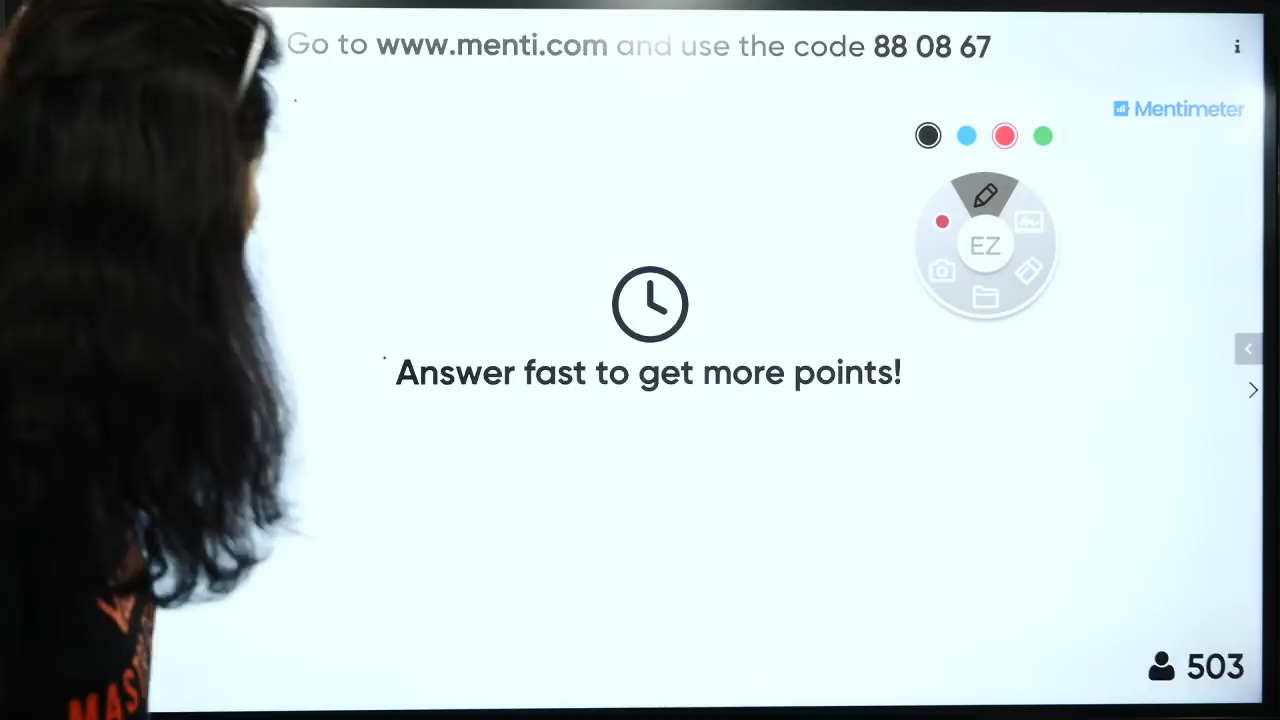 Go to www.menti.com and use the code 88 08 67
i
Mentimeter
EZ
Answer fast to get more points!
503